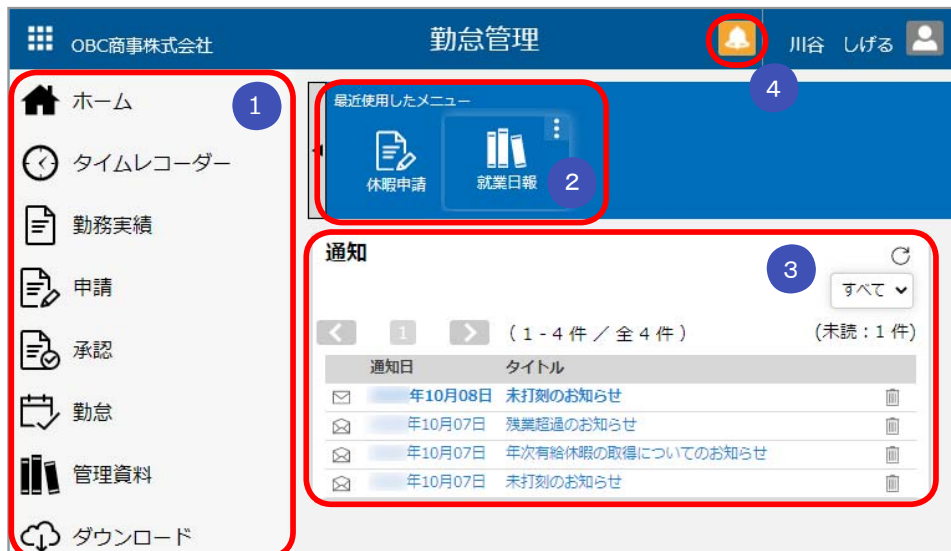 OBC商事株式会社
勤怠管理
川谷 しげる
4
ホーム
1
タイムレコーダー
勤務実績
申請
承認
勤怠
管理資料
ダウンロード
最近使用したメニュー
休暇申請
就業日報
2
通知
3
すべて
1
(1-4件/全4件)
(未読:1件)
通知日 タイトル
年10月08日 未打刻のお知らせ
年10月07日 残業超過のお知らせ
年10月07日 年次有給休暇の取得についてのお知らせ
年10月07日 未打刻のお知らせ